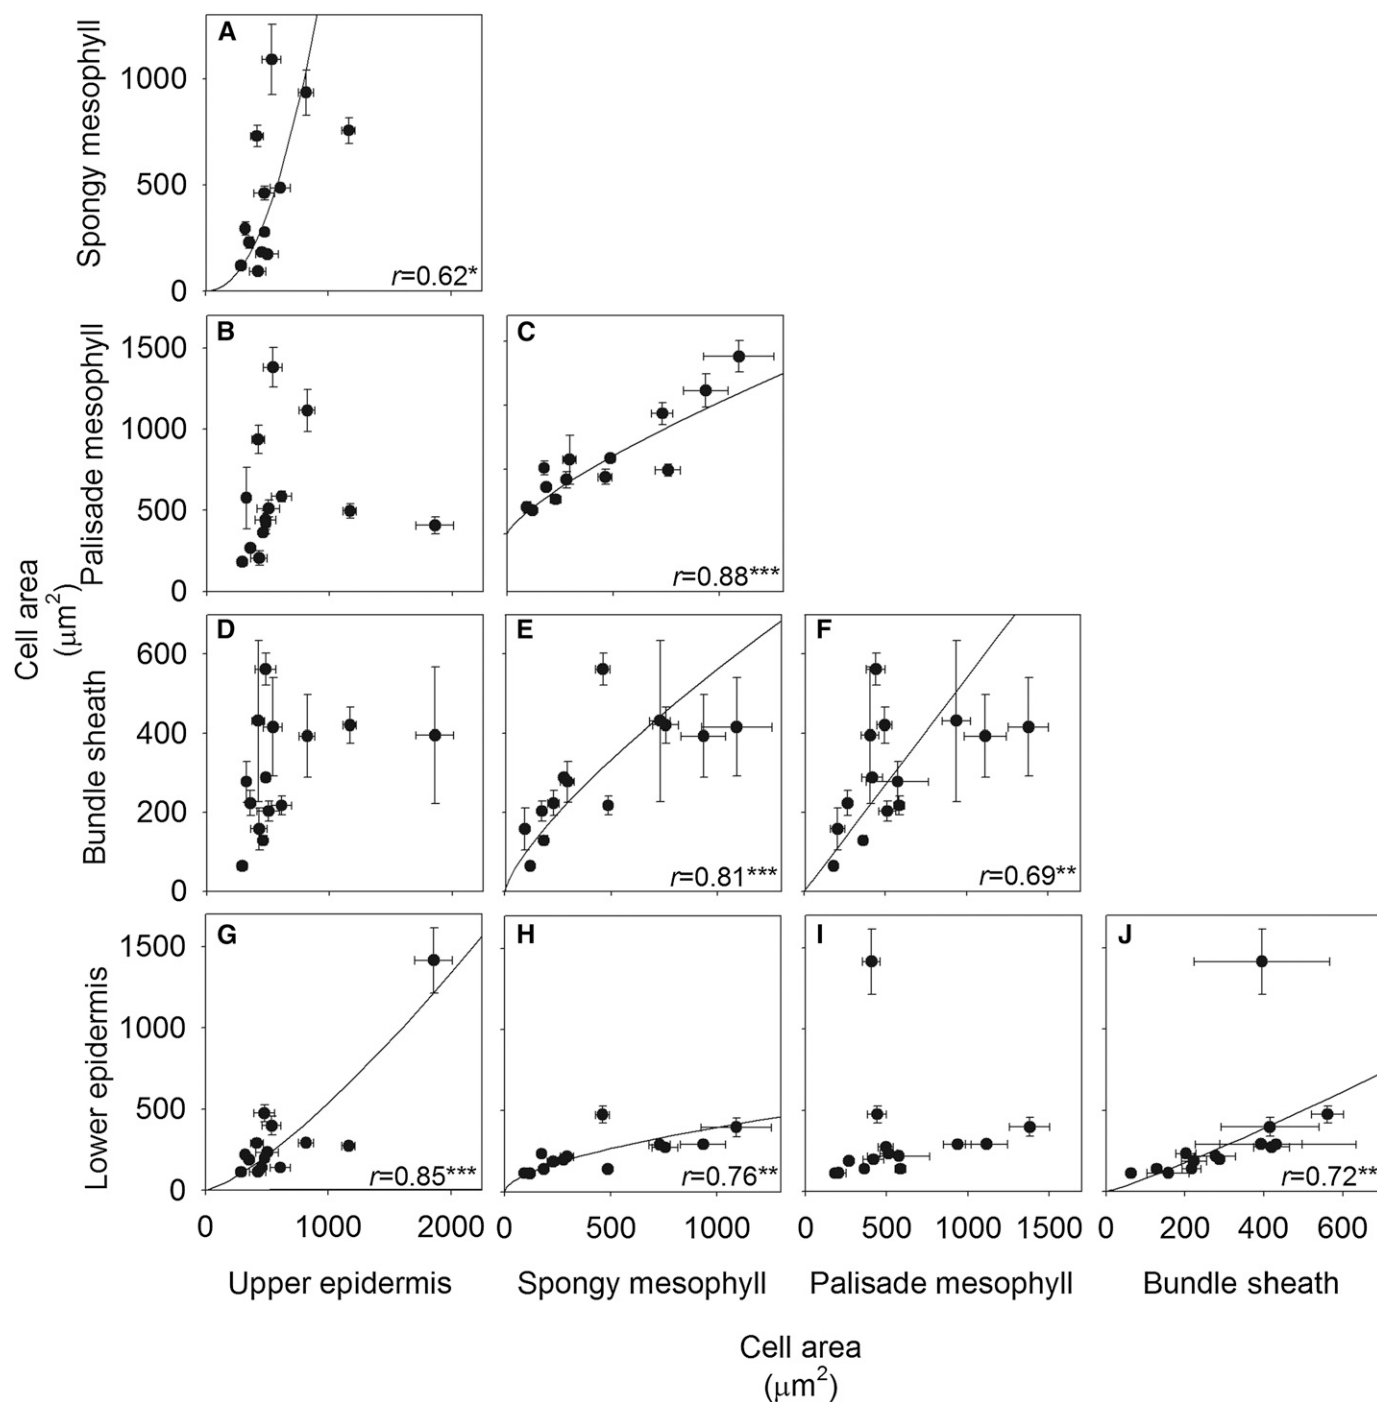 A
Spongy mesophyll
1000
500
0
r=0.62*
B
C
Palisade mesophyll
1500
1000
500
0
r=0.88***
Cell area
(μm²)
D
E
F
Bundle sheath
600
400
200
0
r=0.81***
r=0.69**
G
H
I
J
Lower epidermis
1500
1000
500
0
r=0.85***
r=0.76**
r=0.72**
0 1000 2000
0 500 1000
0 500 1000 1500
0 200 400 600
Upper epidermis
Spongy mesophyll
Palisade mesophyll
Bundle sheath
Cell area
(μm²)